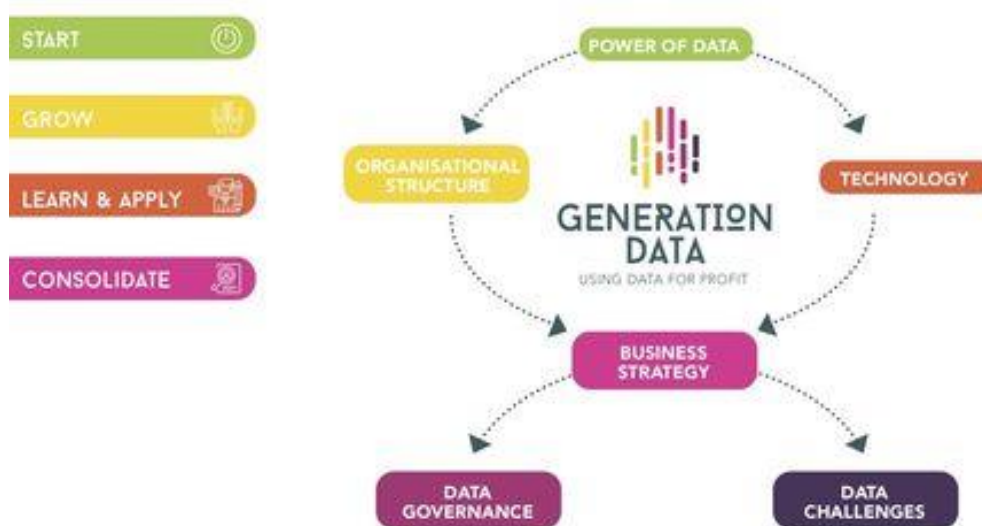 START
GROW
LEARN & APPLY
CONSOLIDATE
POWER OF DATA
ORGANISATIONAL
STRUCTURE
TECHNOLOGY
GENERATION
DATA
USING DATA FOR PROFIT
BUSINESS
STRATEGY
DATA
GOVERNANCE
DATA
CHALLENGES